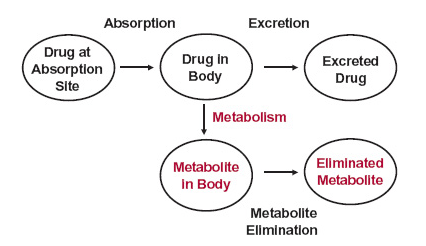 Absorption
Excretion
Drug at
Absorption
Site
Drug in
Body
Excreted
Drug
Metabolism
Metabolite
in Body
Eliminated
Metabolite
Metabolite
Elimination